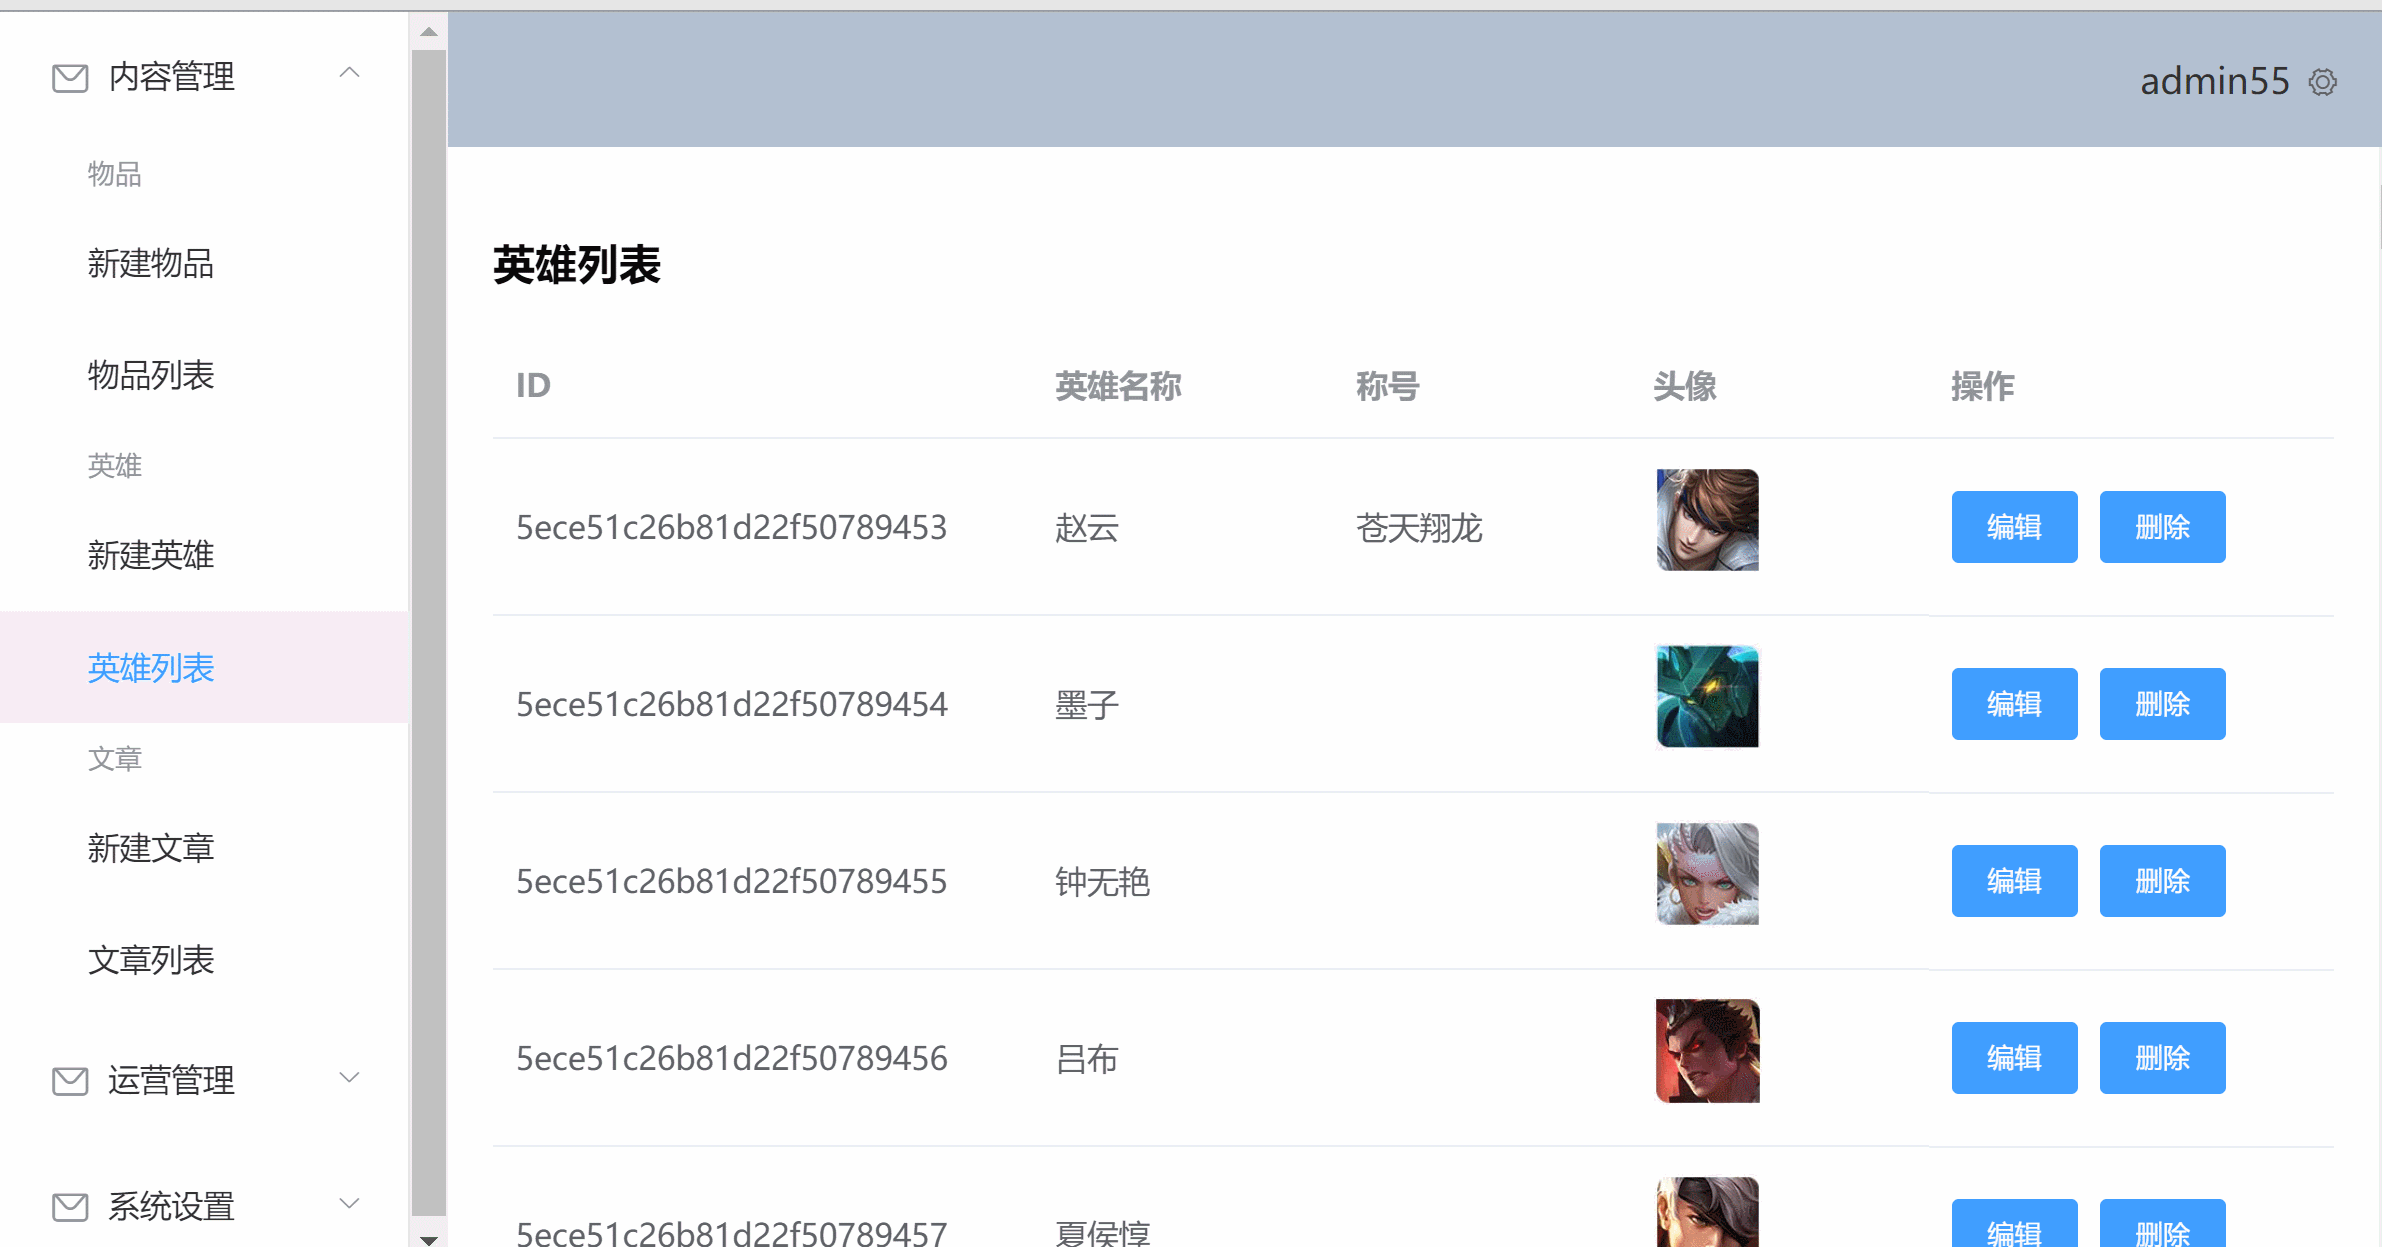 内容管理
物品
新建物品
物品列表
英雄
新建英雄
英雄列表
文章
新建文章
文章列表
运营管理
系统设置
admin55
英雄列表
ID 英雄名称 称号 头像 操作
5ece51c26b81d22f50789453 赵云 苍天翔龙 编辑 删除
5ece51c26b81d22f50789454 墨子 编辑 删除
5ece51c26b81d22f50789455 钟无艳 编辑 删除
5ece51c26b81d22f50789456 吕布 编辑 删除
5ece51c26b81d22f50789457 夏侯惇 编辑 删除